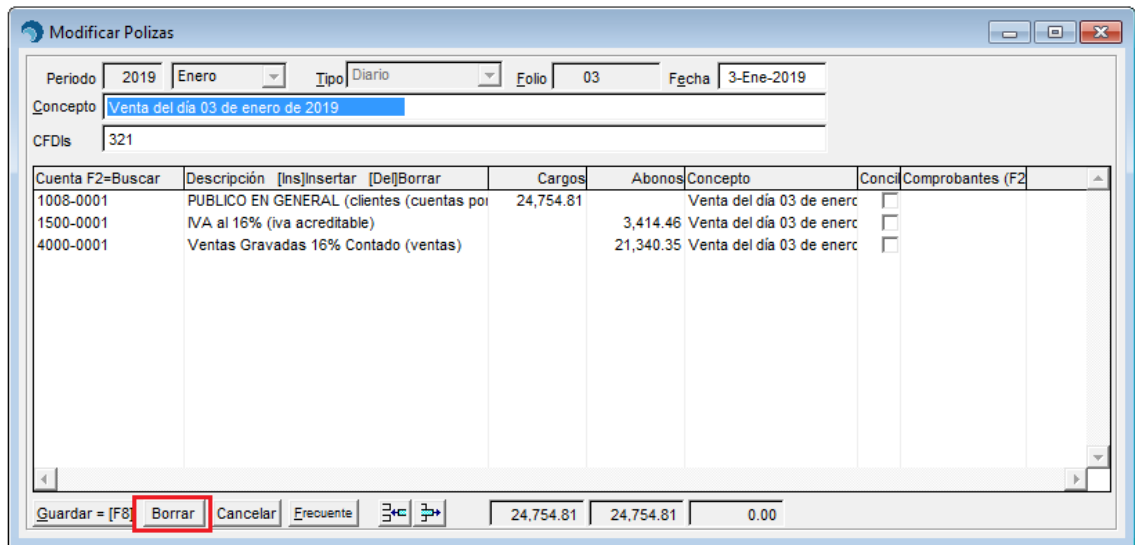 Modificar Polizas
Periodo 2019 Enero Tipo Diario Folio 03 Fecha 3-Ene-2019
Concepto Venta del día 03 de enero de 2019
CFDIs 321
Cuenta F2=Buscar Descripción [Ins]Insertar [Del]Borrar Cargos Abonos Concepto Concil Comprobantes (F2
1008-0001 PUBLICO EN GENERAL (clientes (cuentas por 24,754.81 Venta del día 03 de enero
1500-0001 IVA al 16% (iva acreditable) 3,414.46 Venta del día 03 de enero
4000-0001 Ventas Gravadas 16% Contado (ventas) 21,340.35 Venta del día 03 de enero
Guardar = [F8] Borrar Cancelar Frecuente 24,754.81 24,754.81 0.00